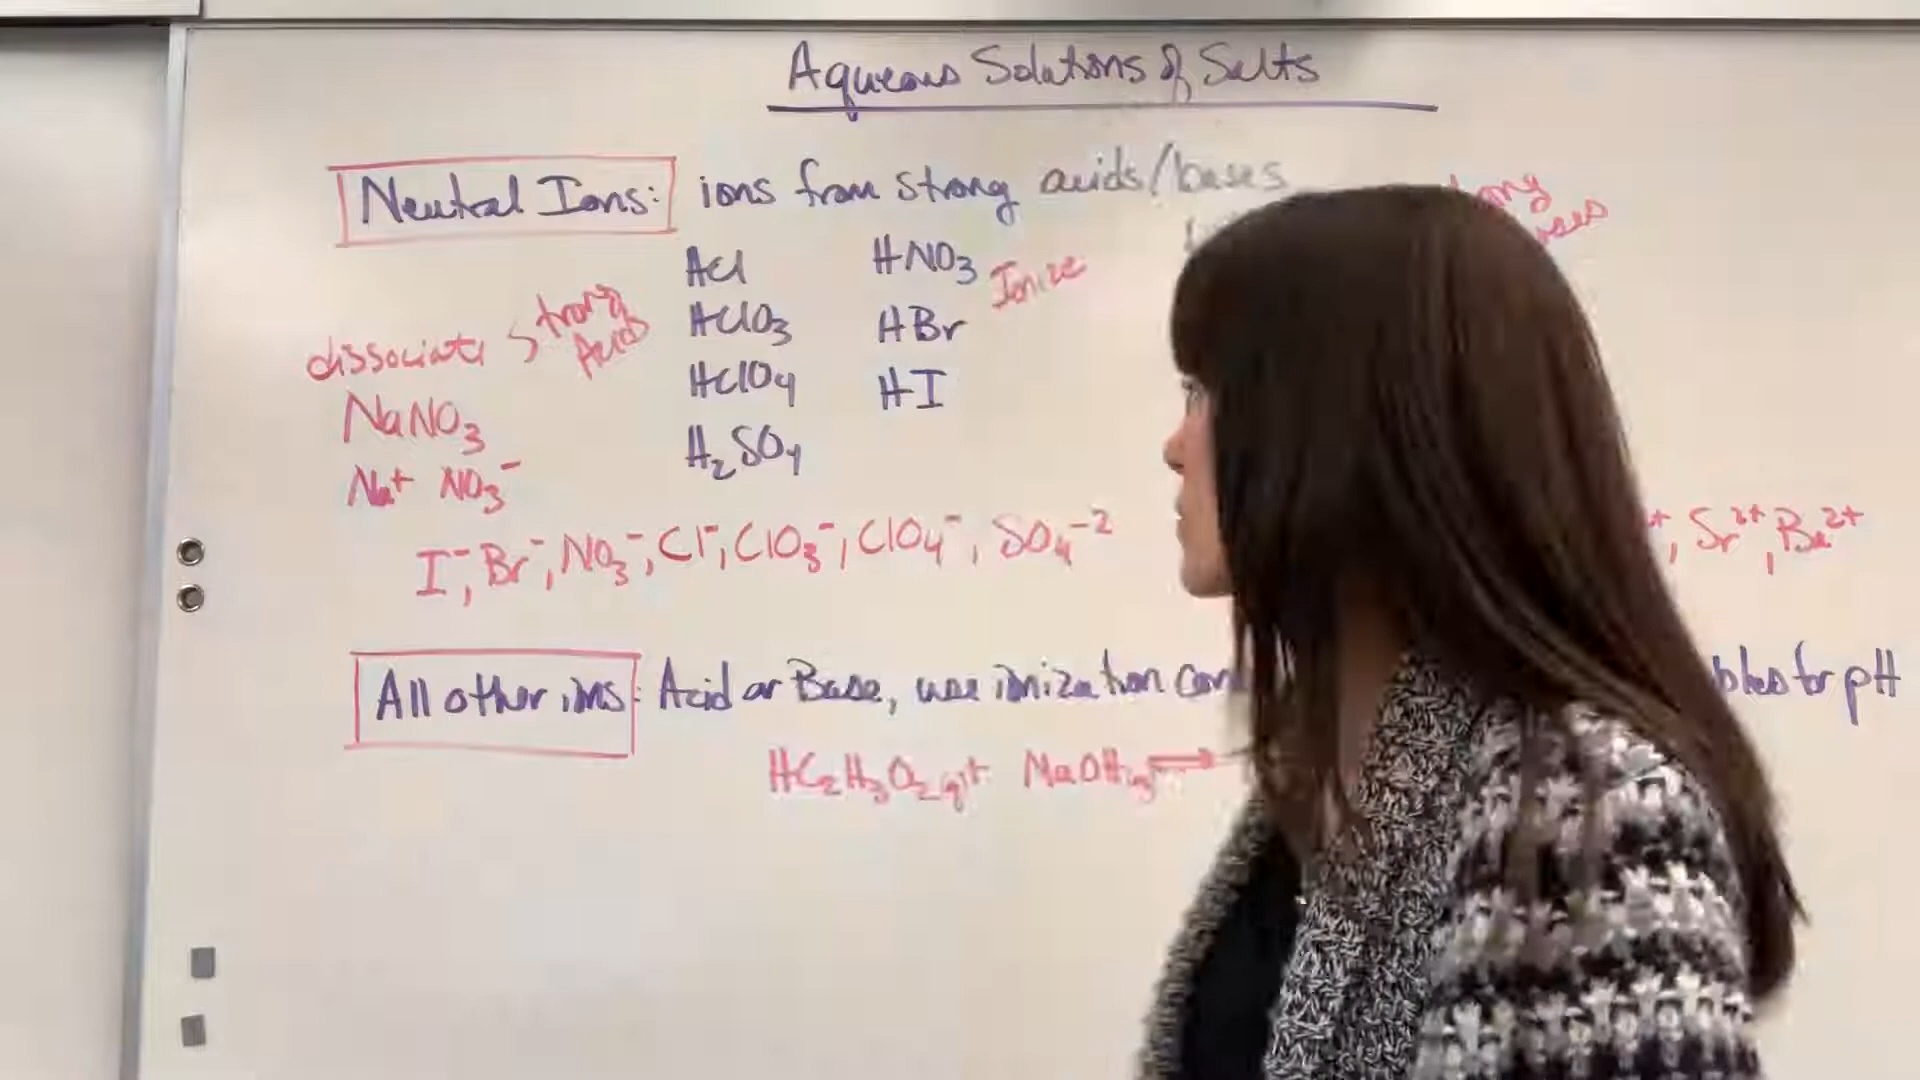 Aqueous Solutions of Salts
Neutral Ions: ions from strong acids/bases
HCl HNO3 Ionize
dissociate Strong Acids HClO3 HBr
NaNO3 HClO4 HI
Na+ NO3- H2SO4
I-, Br-, NO3-, Cl-, ClO3-, ClO4-, SO4-2 , Sr2+, Ba2+
All other ions: Acid or Base, use ionization for pH
HC2H3O2 + NaOH ⇌